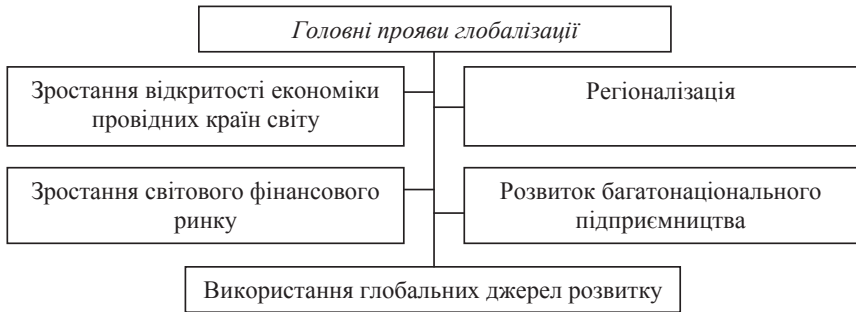 Головні прояви глобалізації
Зростання відкритості економіки
провідних країн світу
Регіоналізація
Зростання світового фінансового
ринку
Розвиток багатонаціонального
підприємництва
Використання глобальних джерел розвитку